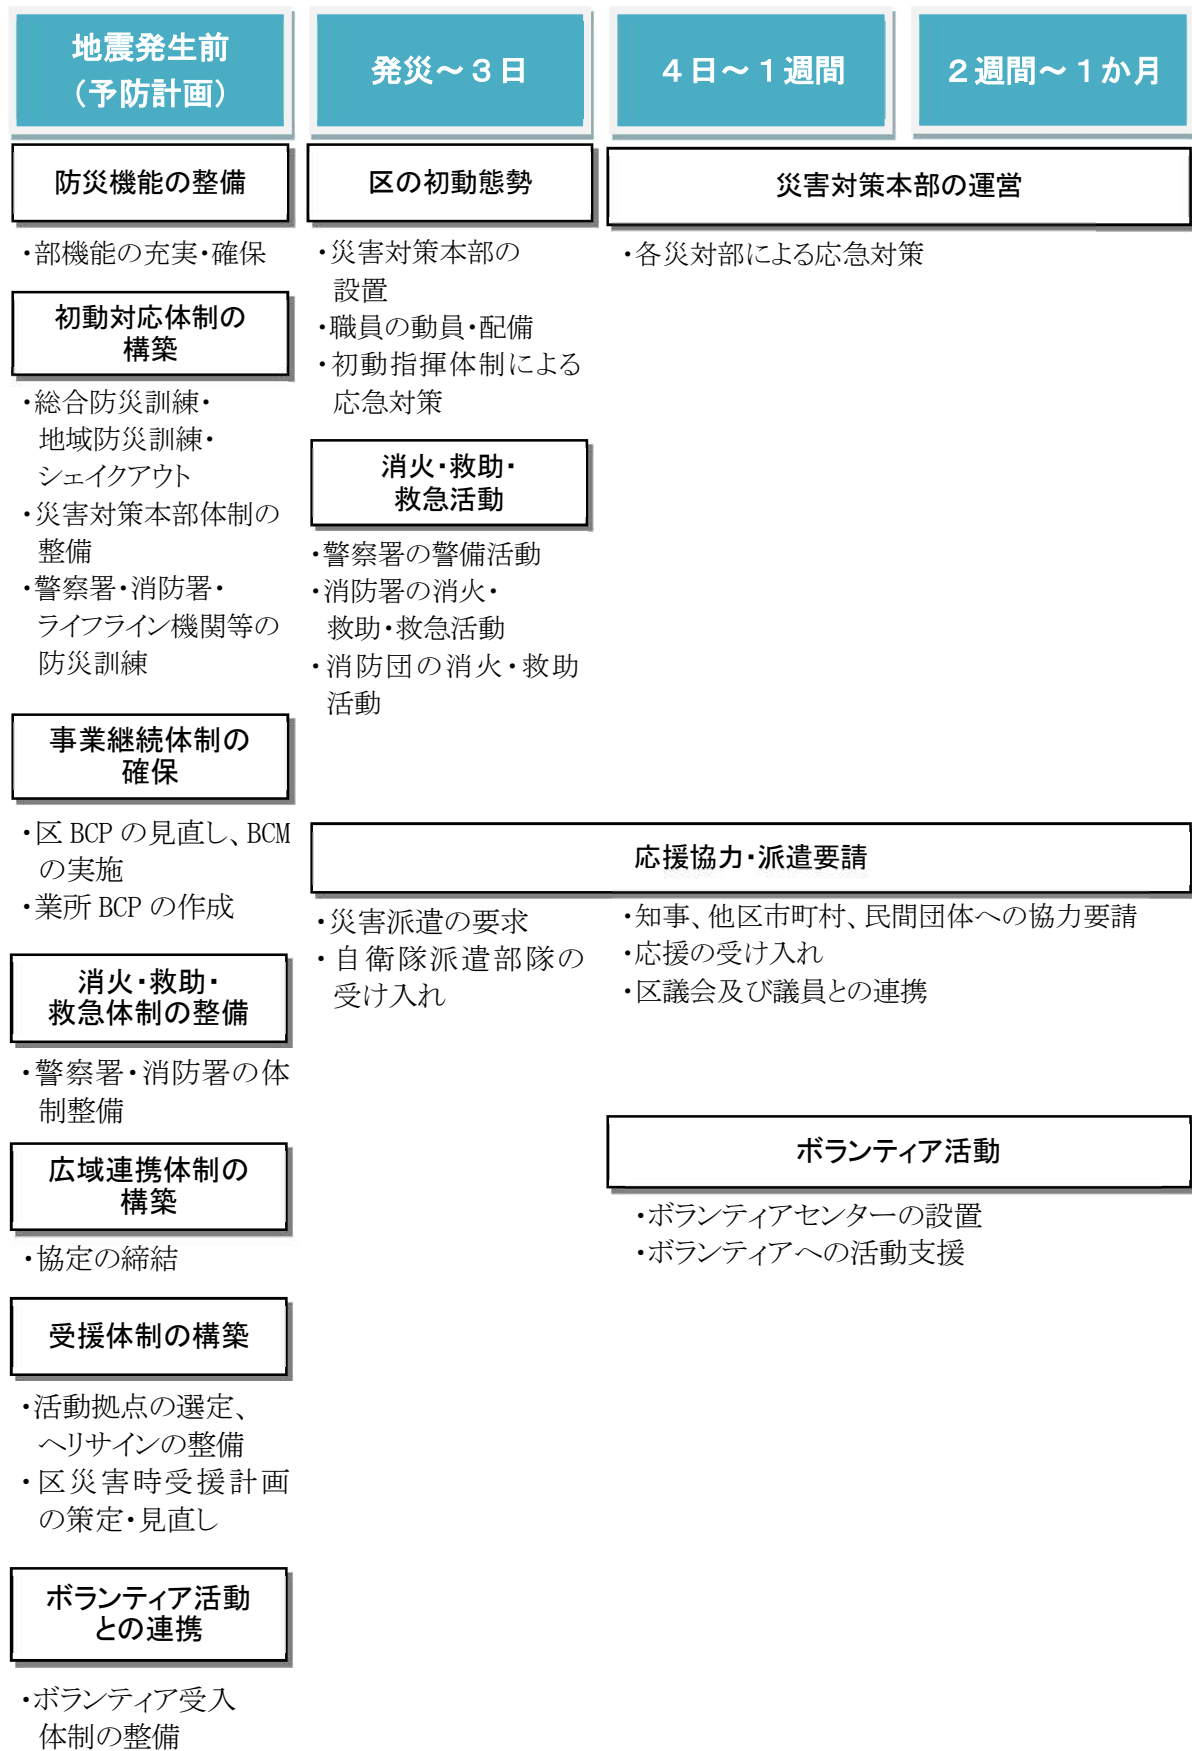 地震発生前
（予防計画）
発災～３日
４日～１週間
２週間～１か月
防災機能の整備
・部機能の充実・確保
初動対応体制の
構築
・総合防災訓練・
地域防災訓練・
シェイクアウト
・災害対策本部体制の
整備
・警察署・消防署・
ライフライン機関等の
防災訓練
事業継続体制の
確保
・区 BCP の見直し、BCM
の実施
・業所 BCP の作成
消火・救助・
救急体制の整備
・警察署・消防署の体
制整備
広域連携体制の
構築
・協定の締結
受援体制の構築
・活動拠点の選定、
ヘリサインの整備
・区災害時受援計画
の策定・見直し
ボランティア活動
との連携
・ボランティア受入
体制の整備
区の初動態勢
・災害対策本部の
設置
・職員の動員・配備
・初動指揮体制による
応急対策
消火・救助・
救急活動
・警察署の警備活動
・消防署の消火・
救助・救急活動
・消防団の消火・救助
活動
災害対策本部の運営
・各災対部による応急対策
応援協力・派遣要請
・災害派遣の要求
・自衛隊派遣部隊の
受け入れ
・知事、他区市町村、民間団体への協力要請
・応援の受け入れ
・区議会及び議員との連携
ボランティア活動
・ボランティアセンターの設置
・ボランティアへの活動支援